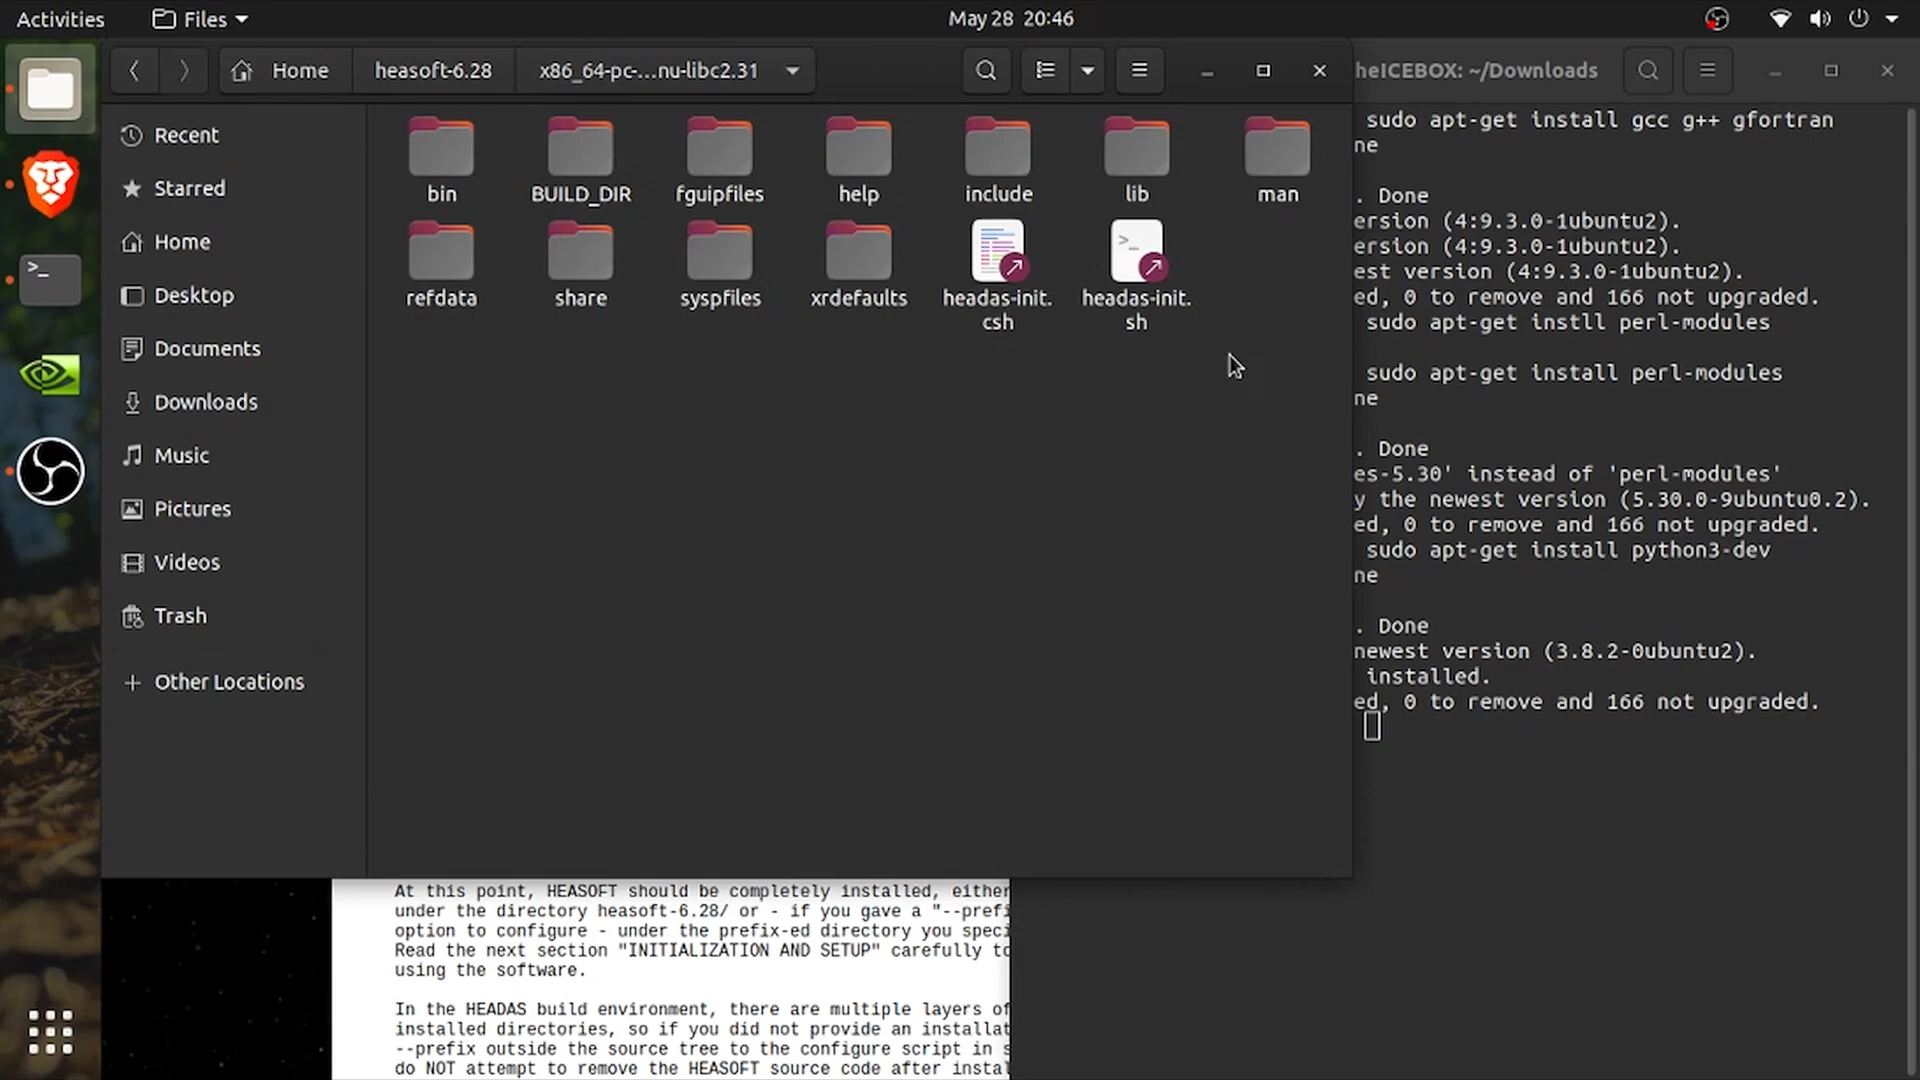 Activities
Files
May 28 20:46
Home
heasoft-6.28
x86_64-pc-...nu-libc2.31
heICEBOX: ~/Downloads
Recent
Starred
Home
Desktop
Documents
Downloads
Music
Pictures
Videos
Trash
+ Other Locations
bin
BUILD_DIR
fguipfiles
help
include
lib
man
refdata
share
syspfiles
xrdefaults
headas-init.
csh
headas-init.
sh
sudo apt-get install gcc g++ gfortran
ne
. Done
ersion (4:9.3.0-1ubuntu2).
ersion (4:9.3.0-1ubuntu2).
est version (4:9.3.0-1ubuntu2).
ed, 0 to remove and 166 not upgraded.
sudo apt-get instll perl-modules
sudo apt-get install perl-modules
ne
. Done
es-5.30' instead of 'perl-modules'
y the newest version (5.30.0-9ubuntu0.2).
ed, 0 to remove and 166 not upgraded.
sudo apt-get install python3-dev
ne
. Done
newest version (3.8.2-0ubuntu2).
installed.
ed, 0 to remove and 166 not upgraded.
At this point, HEASOFT should be completely installed, either
under the directory heasoft-6.28/ or - if you gave a "--prefi
option to configure - under the prefix-ed directory you speci
Read the next section "INITIALIZATION AND SETUP" carefully to
using the software.
In the HEADAS build environment, there are multiple layers of
installed directories, so if you did not provide an installat
--prefix outside the source tree to the configure script in s
do NOT attempt to remove the HEASOFT source code after instal